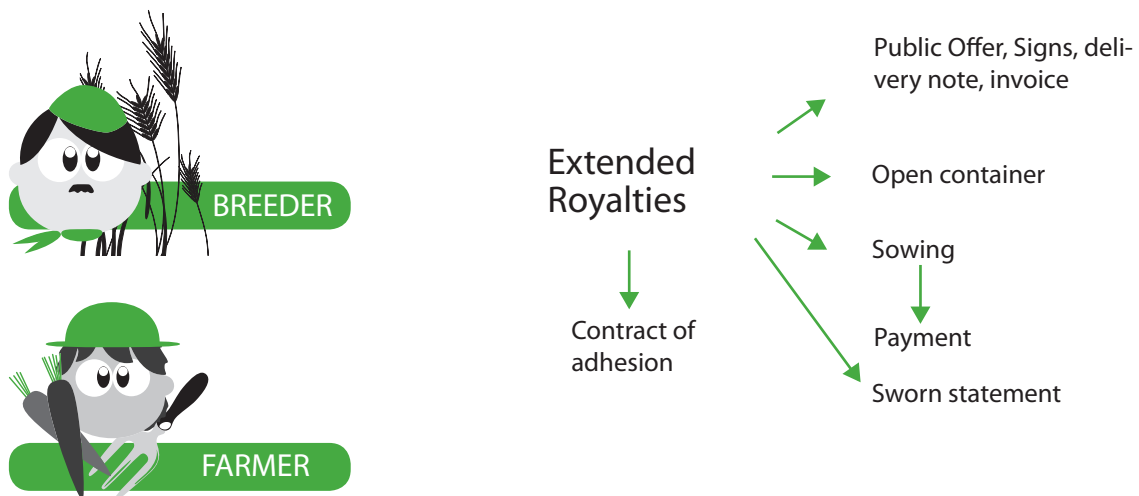 BREEDER
FARMER
Extended
Royalties
Contract of
adhesion
Public Offer, Signs, deli-
very note, invoice
Open container
Sowing
Payment
Sworn statement